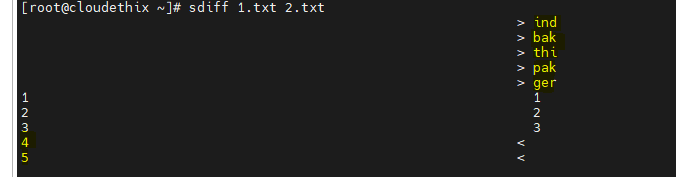 [root@cloudethix ~]# sdiff 1.txt 2.txt
> ind
> bak
> thi
> pak
> ger
1 1
2 2
3 3
4 <
5 <